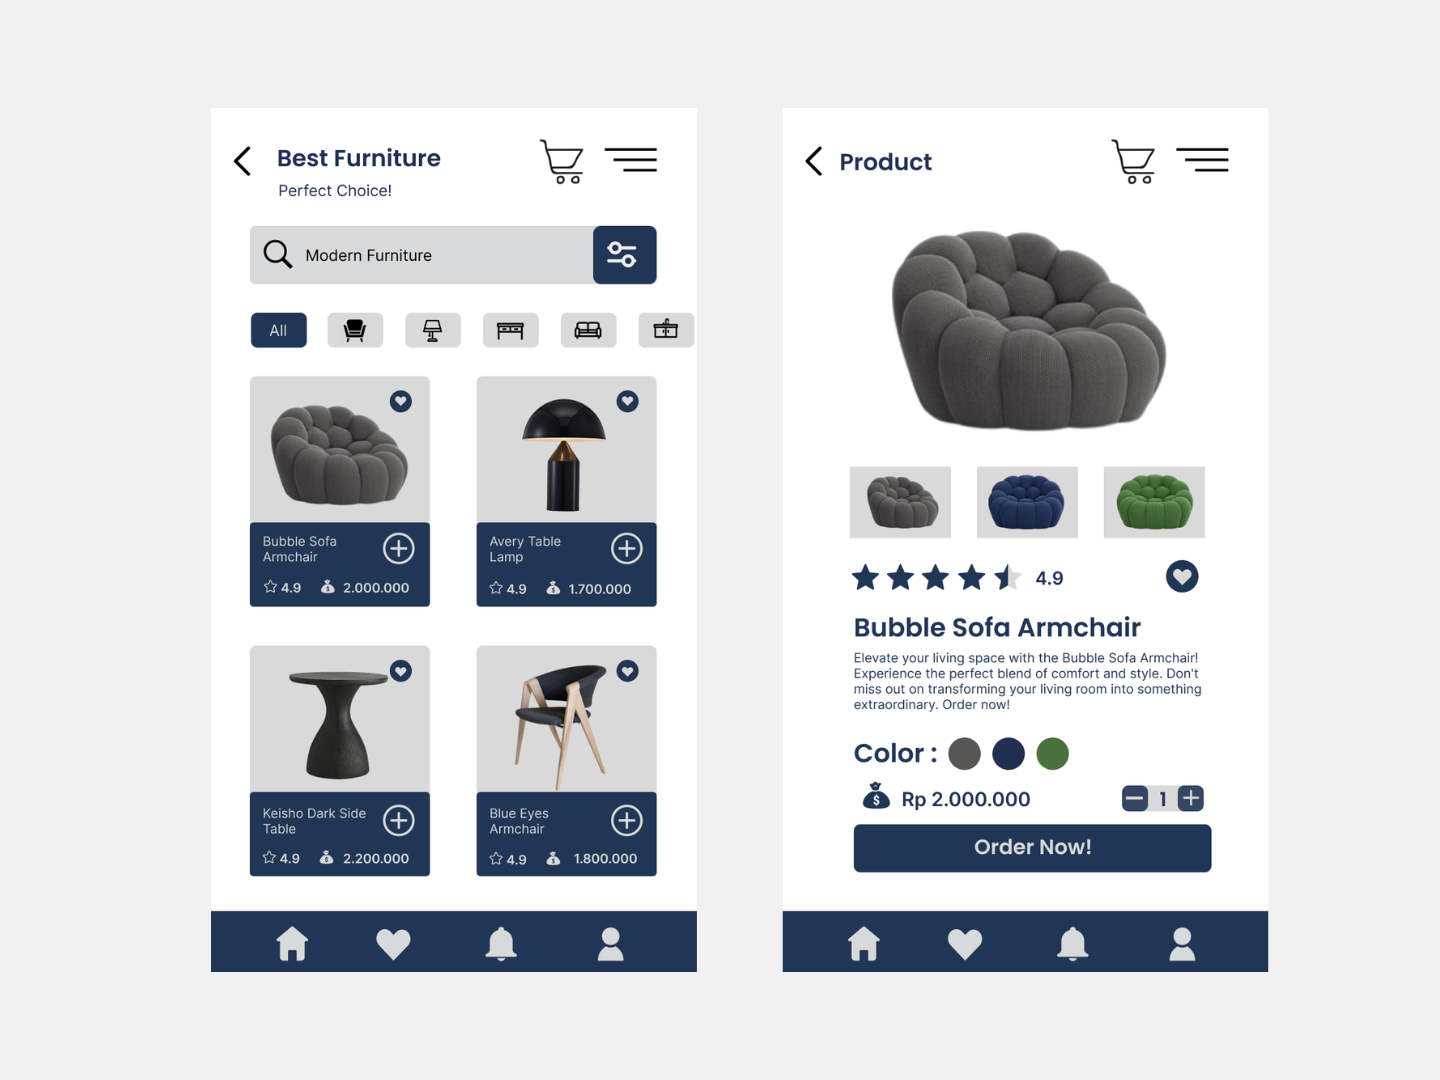 Best Furniture
Perfect Choice!
Modern Furniture
All
Bubble Sofa
Armchair
4.9 $ 2.000.000
Avery Table
Lamp
4.9 $ 1.700.000
Keisho Dark Side
Table
4.9 $ 2.200.000
Blue Eyes
Armchair
4.9 $ 1.800.000
Product
4.9
Bubble Sofa Armchair
Elevate your living space with the Bubble Sofa Armchair!
Experience the perfect blend of comfort and style. Don't
miss out on transforming your living room into something
extraordinary. Order now!
Color :
$ Rp 2.000.000
1
Order Now!